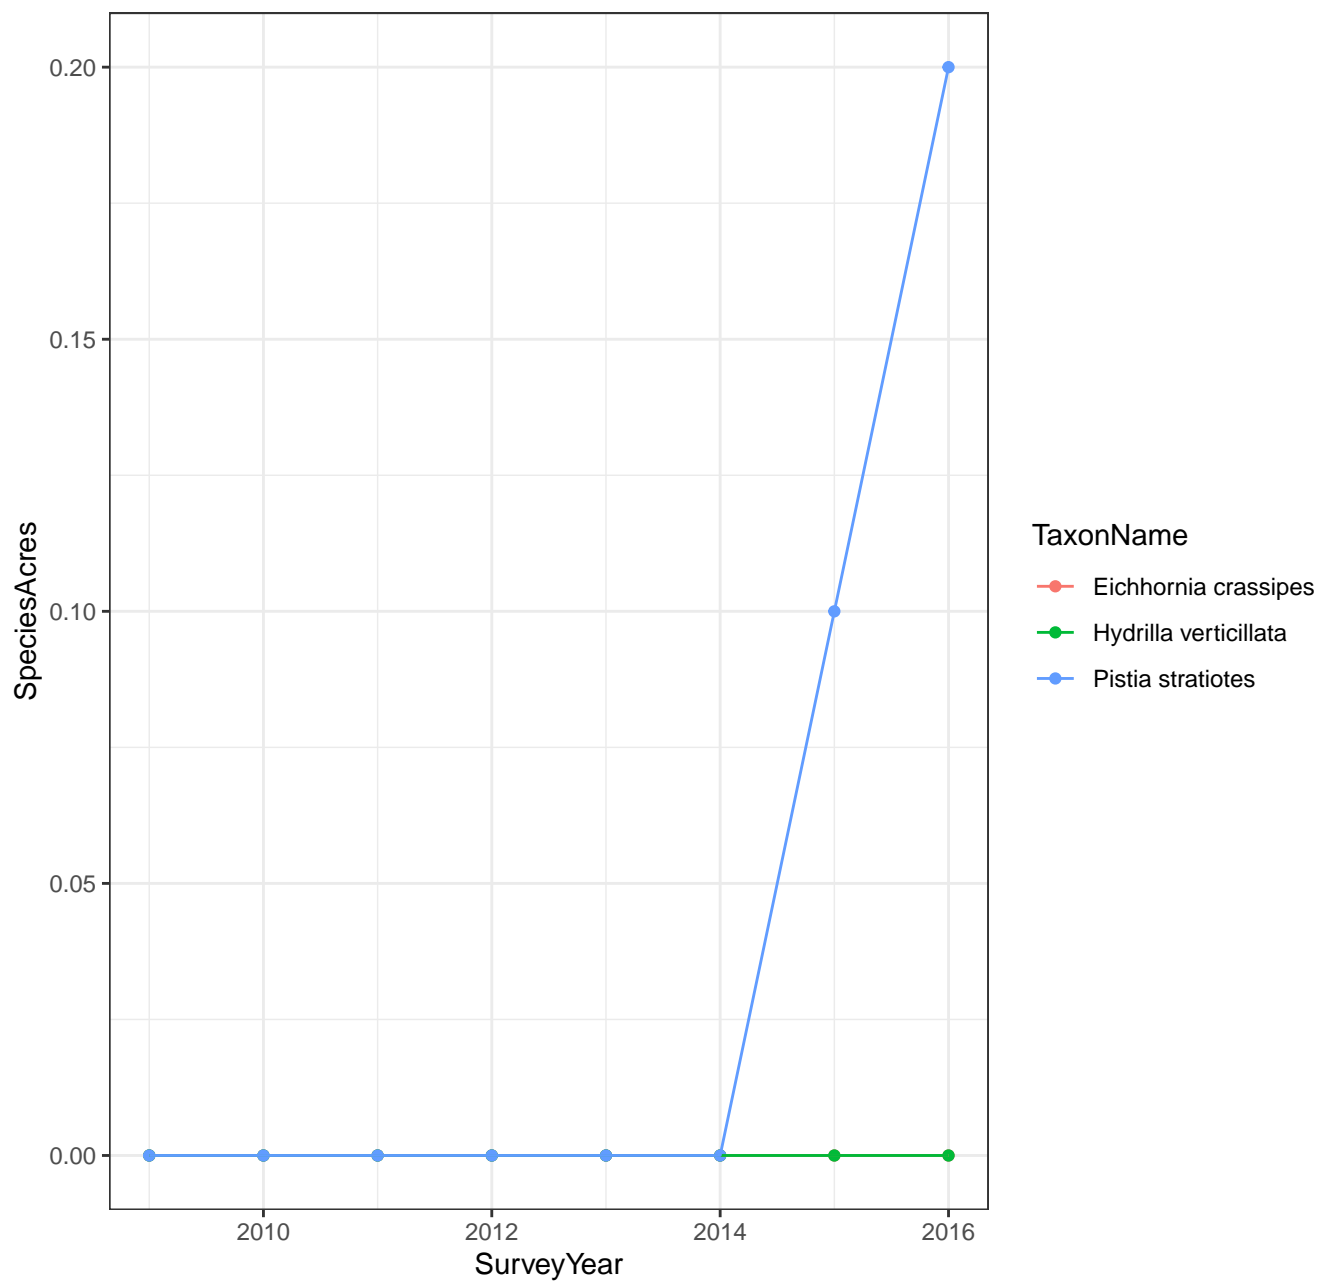 0.20
0.15
0.10
0.05
0.00
SpeciesAcres
2010 2012 2014 2016
SurveyYear
TaxonName
Eichhornia crassipes
Hydrilla verticillata
Pistia stratiotes